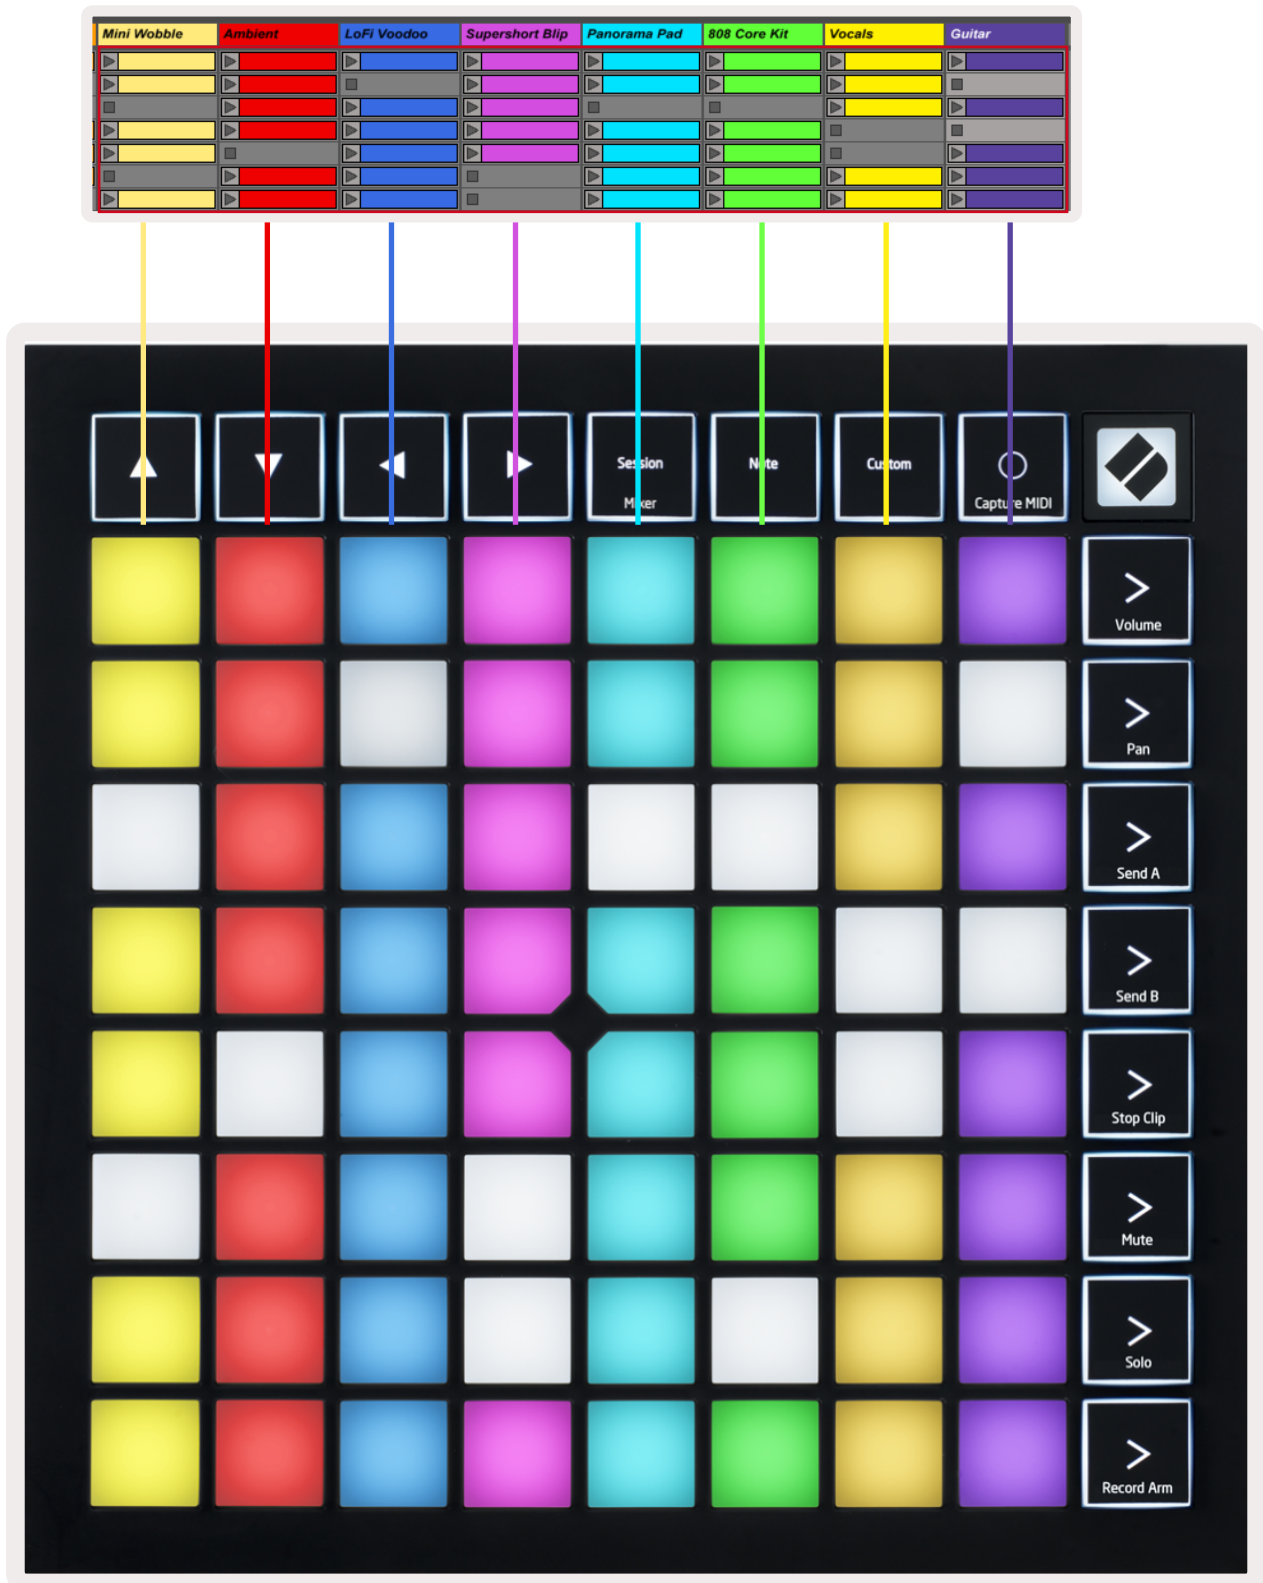 Mini Wobble Ambient LoFi Voodoo Supershort Blip Panorama Pad 808 Core Kit Vocals Guitar
Session Note Custom
Mixer Capture MIDI
Volume
Pan
Send A
Send B
Stop Clip
Mute
Solo
Record Arm